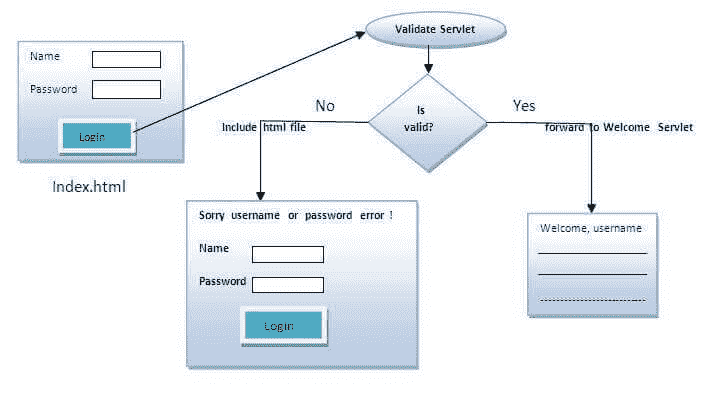 Validate Servlet
Name
Password
Login
Index.html
Is
valid?
No
Include html file
Yes
forward to Welcome Servlet
Sorry username or password error !
Name
Password
Login
Welcome, username